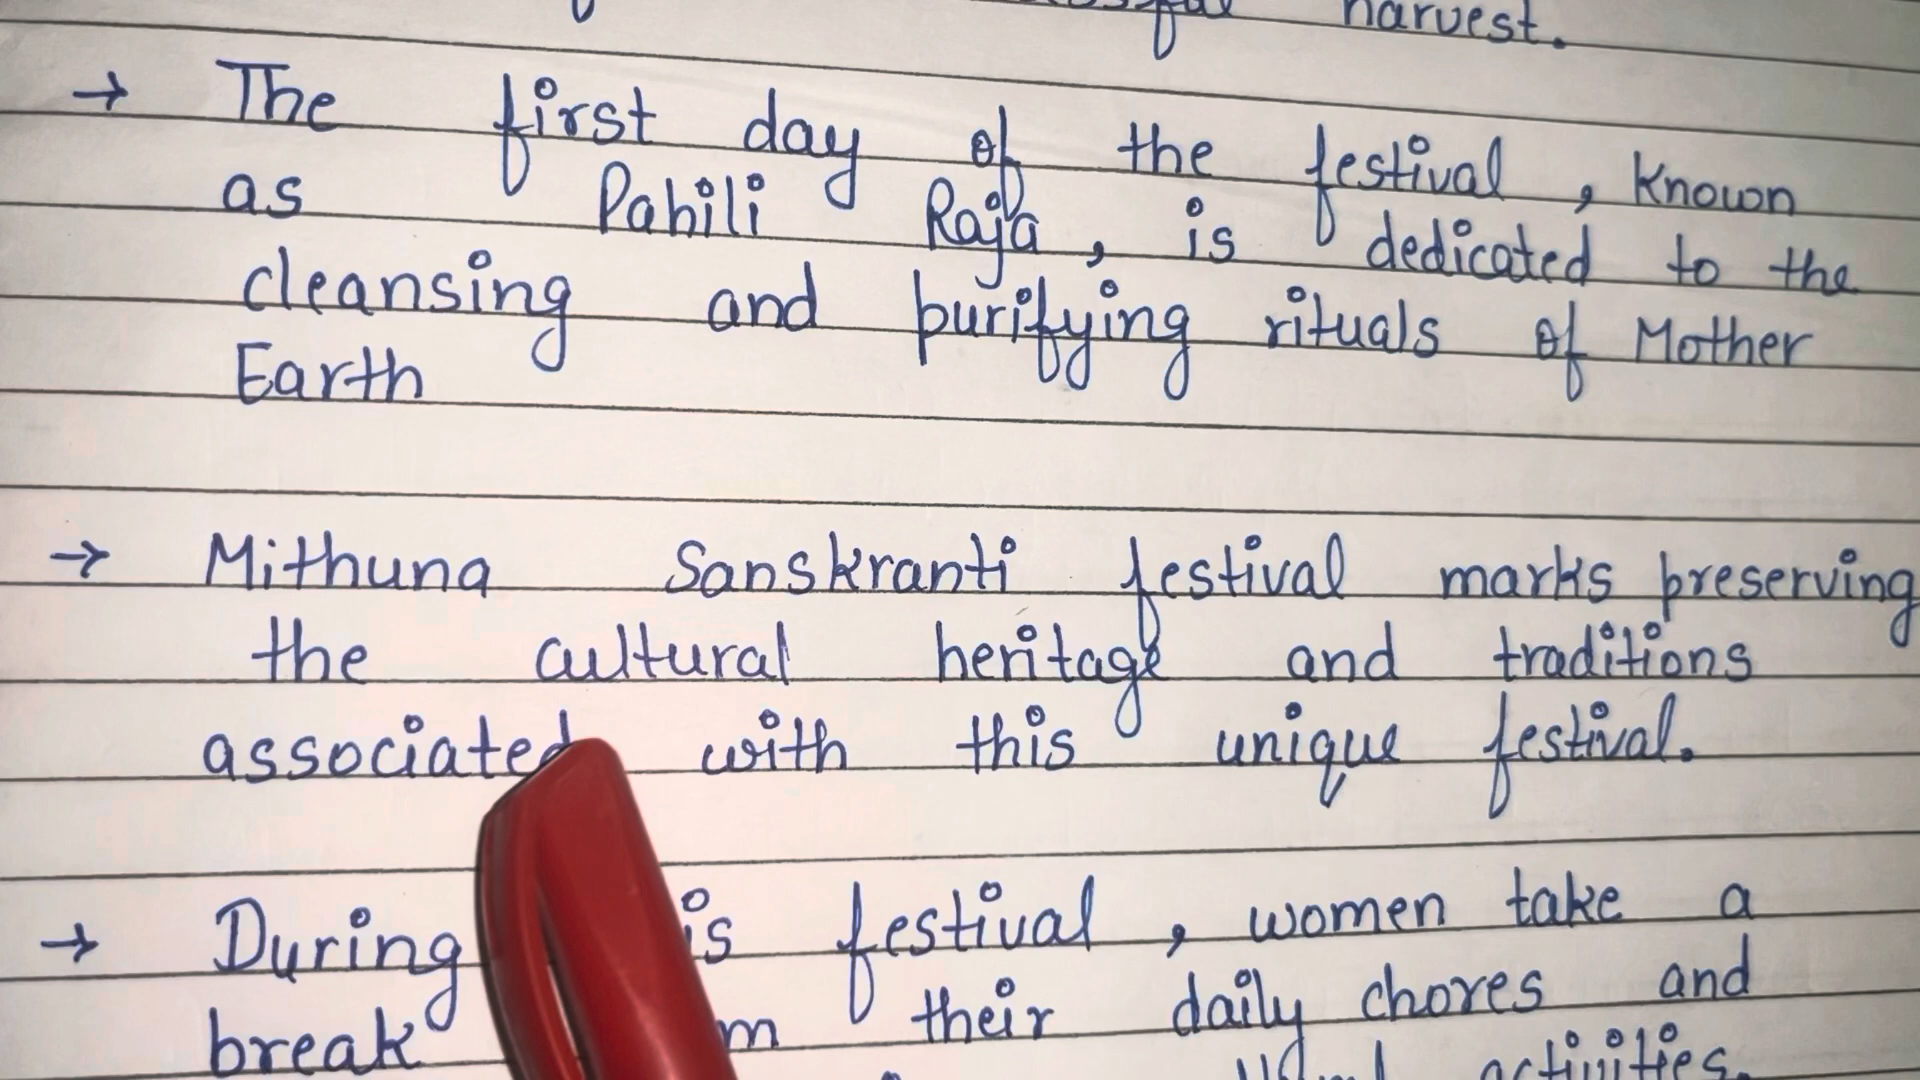 harvest.
→ The first day of the festival, Known
as Pahili Raja, is dedicated to the
cleansing and purifying rituals of Mother
Earth
→ Mithuna Sanskranti festival marks preserving
the cultural heritage and traditions
associated with this unique festival.
→ During festival, women take a
break their daily chores and
activities.